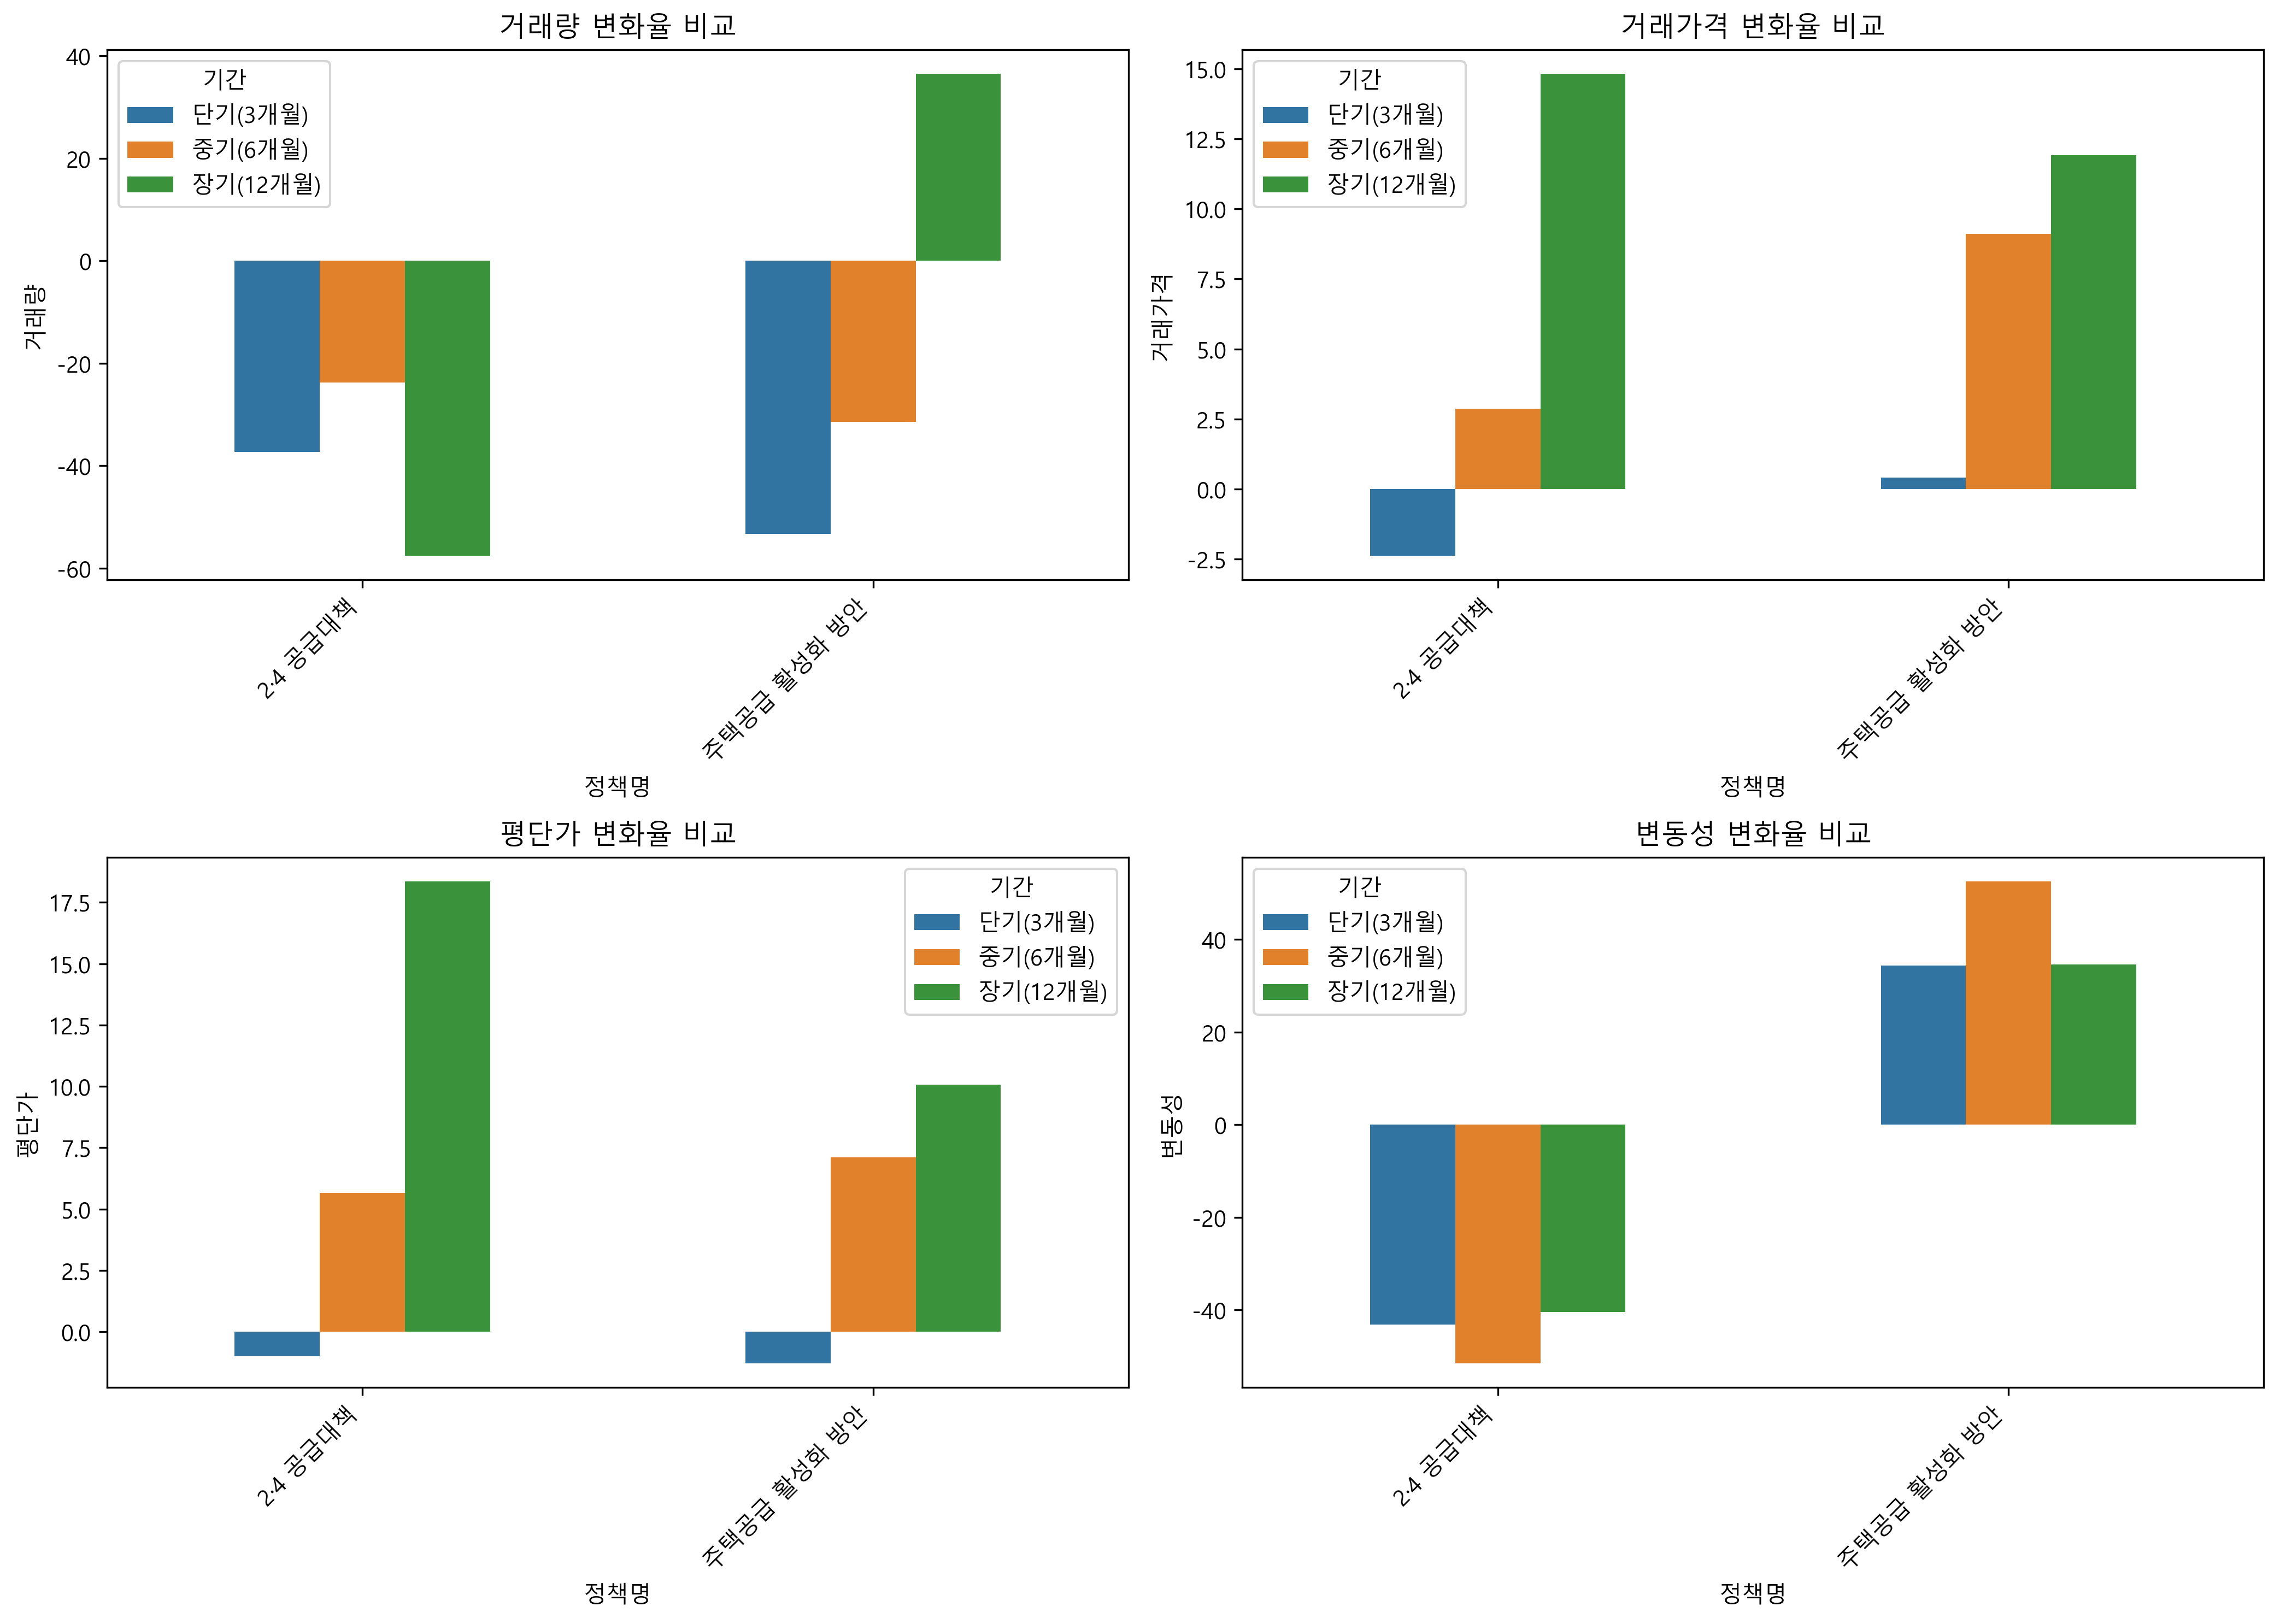 거래량 변화율 비교
기간
단기(3개월)
중기(6개월)
장기(12개월)
40
20
0
-20
-40
-60
거래량
2·4 공급대책
주택공급 활성화 방안
정책명
거래가격 변화율 비교
기간
단기(3개월)
중기(6개월)
장기(12개월)
15.0
12.5
10.0
7.5
5.0
2.5
0.0
-2.5
거래가격
2·4 공급대책
주택공급 활성화 방안
정책명
평단가 변화율 비교
기간
단기(3개월)
중기(6개월)
장기(12개월)
17.5
15.0
12.5
10.0
7.5
5.0
2.5
0.0
평단가
2·4 공급대책
주택공급 활성화 방안
정책명
변동성 변화율 비교
기간
단기(3개월)
중기(6개월)
장기(12개월)
40
20
0
-20
-40
변동성
2·4 공급대책
주택공급 활성화 방안
정책명